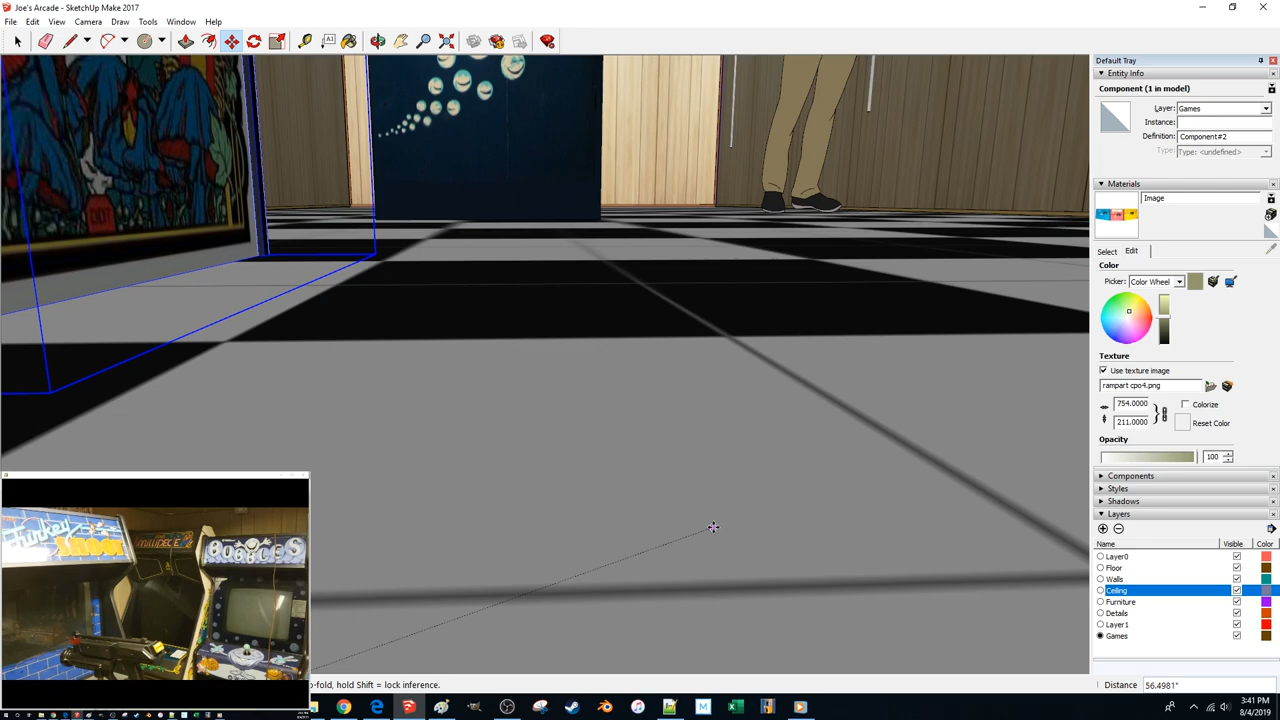 Joe's Arcade - SketchUp Make 2017
File Edit View Camera Draw Tools Window Help
Default Tray
Entity Info
Component (1 in model)
Layer: Games
Instance:
Definition: Component#2
Type: Type: <undefined>
Materials
Image
Select Edit
Color
Picker: Color Wheel
Texture
Use texture image
rampart cpo4.png
754.0000
Colorize
211.0000
Reset Color
Opacity
100
Components
Styles
Shadows
Layers
Name Visible Color
Layer0
Floor
Walls
Ceiling
Furniture
Details
Layer1
Games
Funkey
SHOOT
BUBBLES
o-fold, hold Shift = lock inference.
Distance 56.4981"
3:41 PM
8/4/2019